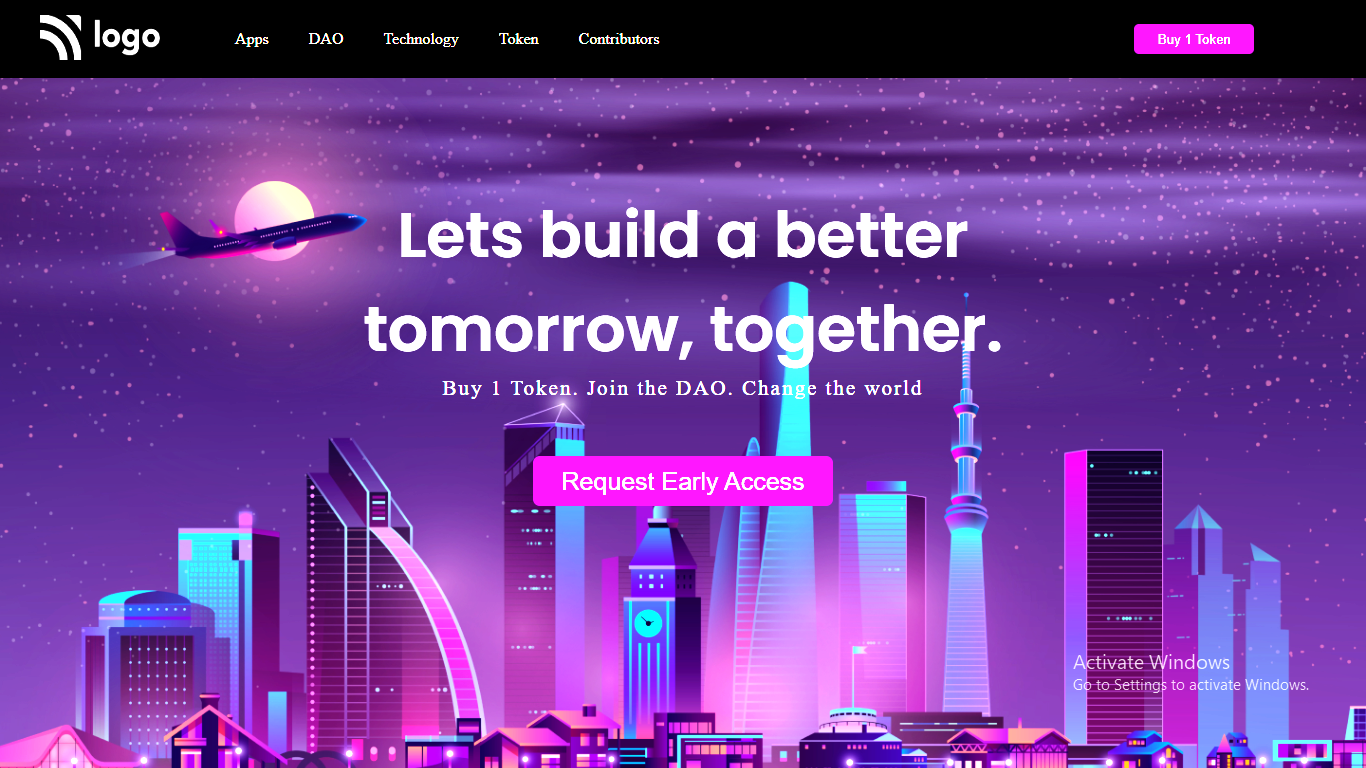 logo
Apps
DAO
Technology
Token
Contributors
Buy 1 Token
Lets build a better
tomorrow, together.
Buy 1 Token. Join the DAO. Change the world
Request Early Access
Activate Windows
Go to Settings to activate Windows.